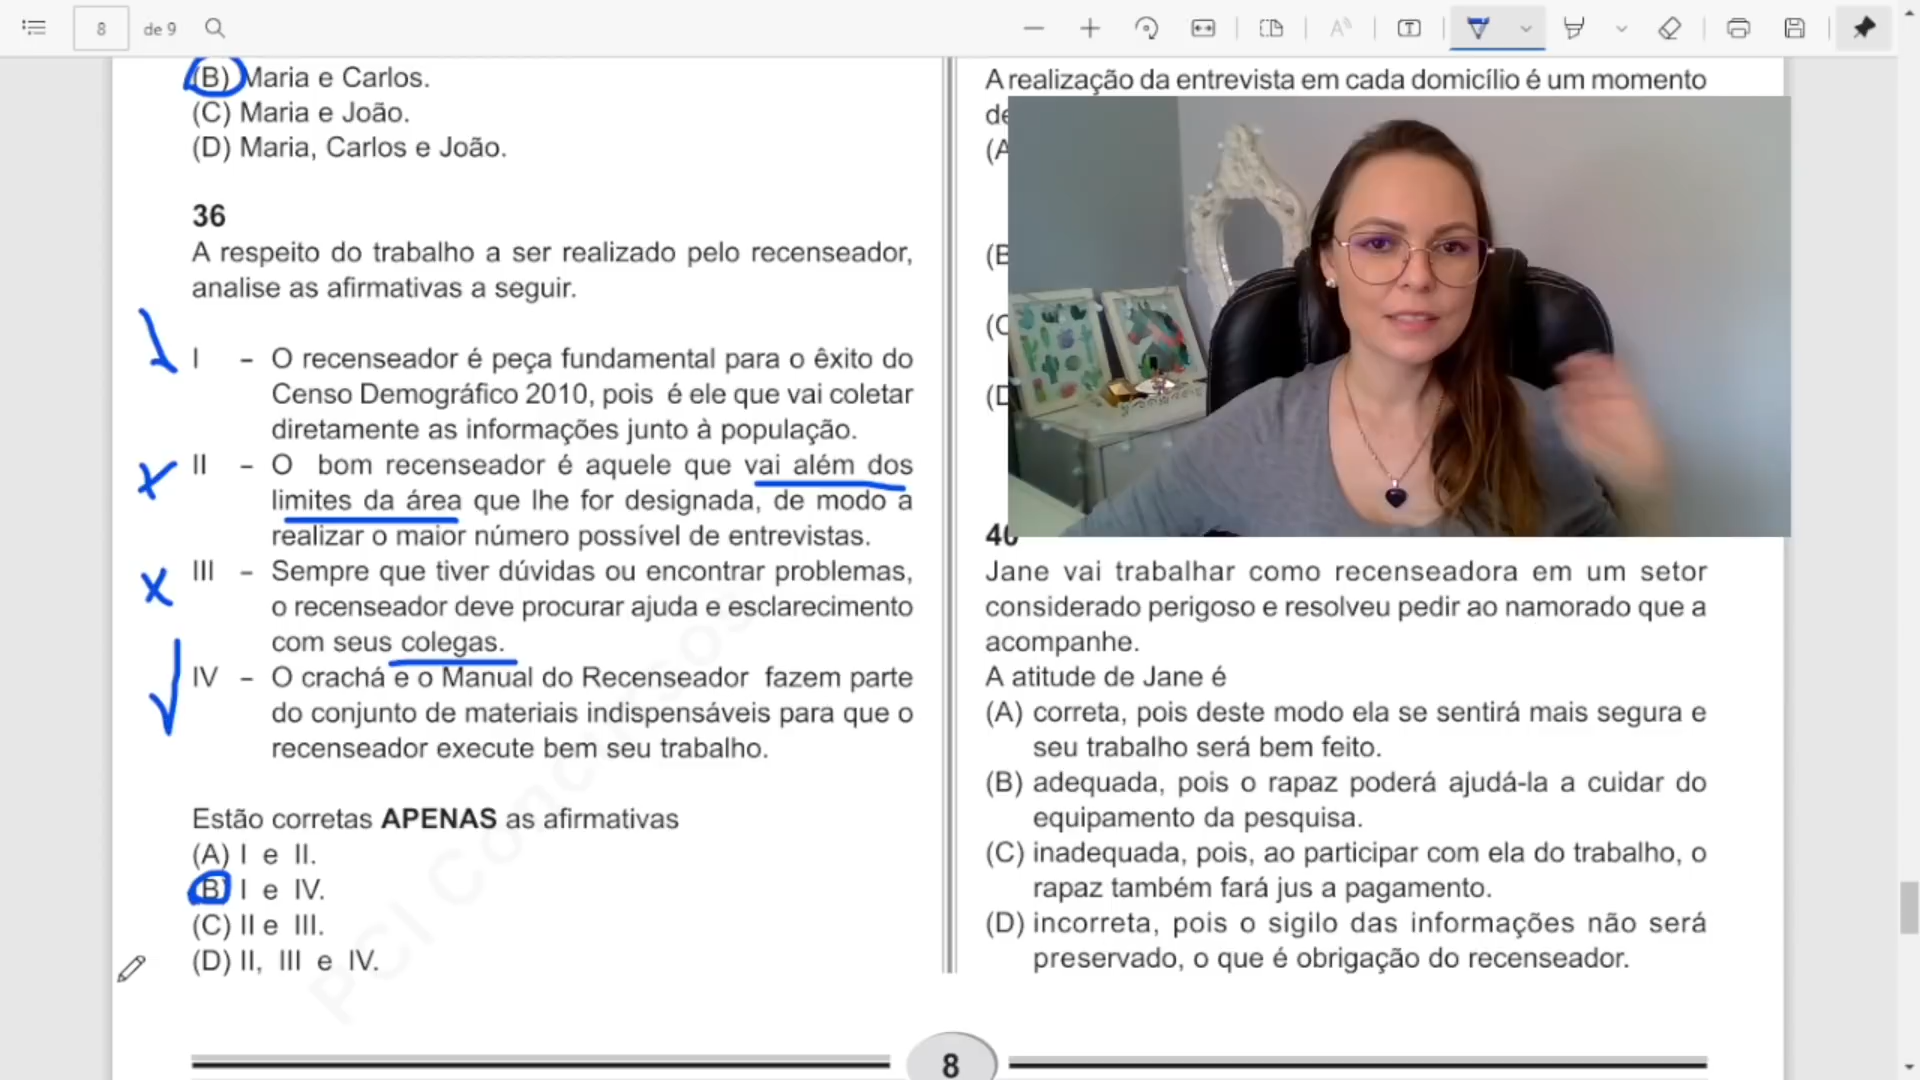 8
de 9
(B) Maria e Carlos.
(C) Maria e João.
(D) Maria, Carlos e João.
36
A respeito do trabalho a ser realizado pelo recenseador,
analise as afirmativas a seguir.
I – O recenseador é peça fundamental para o êxito do
Censo Demográfico 2010, pois é ele que vai coletar
diretamente as informações junto à população.
II – O bom recenseador é aquele que vai além dos
limites da área que lhe for designada, de modo a
realizar o maior número possível de entrevistas.
III – Sempre que tiver dúvidas ou encontrar problemas,
o recenseador deve procurar ajuda e esclarecimento
com seus colegas.
IV – O crachá e o Manual do Recenseador fazem parte
do conjunto de materiais indispensáveis para que o
recenseador execute bem seu trabalho.
Estão corretas APENAS as afirmativas
(A) I e II.
(B) I e IV.
(C) II e III.
(D) II, III e IV.
PCI Concursos
A realização da entrevista em cada domicílio é um momento
de
(A
(B
(C
(D
40
Jane vai trabalhar como recenseadora em um setor
considerado perigoso e resolveu pedir ao namorado que a
acompanhe.
A atitude de Jane é
(A) correta, pois deste modo ela se sentirá mais segura e
seu trabalho será bem feito.
(B) adequada, pois o rapaz poderá ajudá-la a cuidar do
equipamento da pesquisa.
(C) inadequada, pois, ao participar com ela do trabalho, o
rapaz também fará jus a pagamento.
(D) incorreta, pois o sigilo das informações não será
preservado, o que é obrigação do recenseador.
8